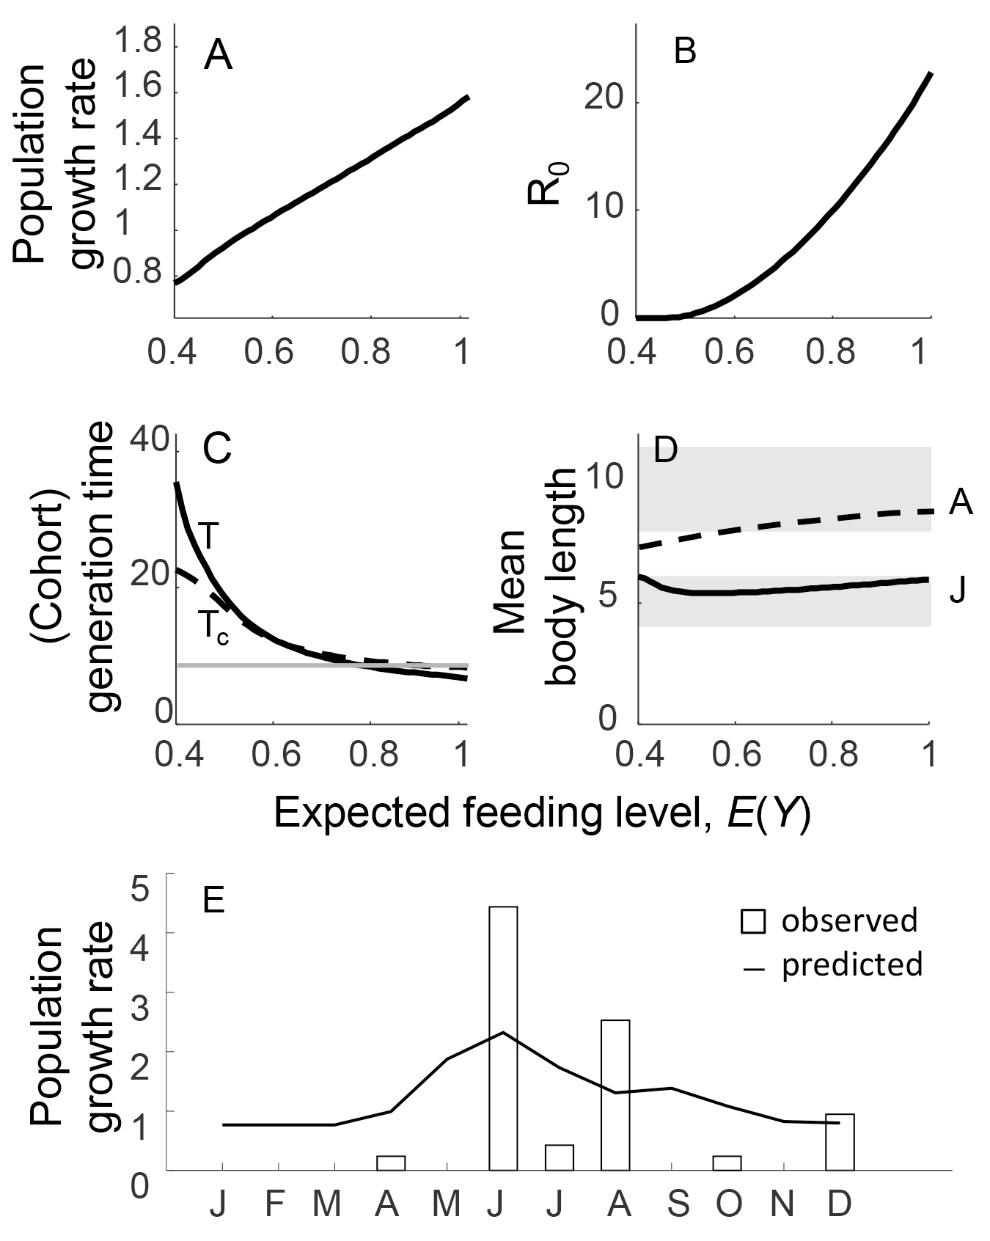 A
Population
growth rate
1.8
1.6
1.4
1.2
1
0.8
0.4 0.6 0.8 1
B
R0
20
10
0
0.4 0.6 0.8 1
C
(Cohort)
generation time
40
20
0
T
Tc
0.4 0.6 0.8 1
D
Mean
body length
10
5
0
A
J
0.4 0.6 0.8 1
Expected feeding level, E(Y)
E
Population
growth rate
5
4
3
2
1
0
observed
predicted
J F M A M J J A S O N D